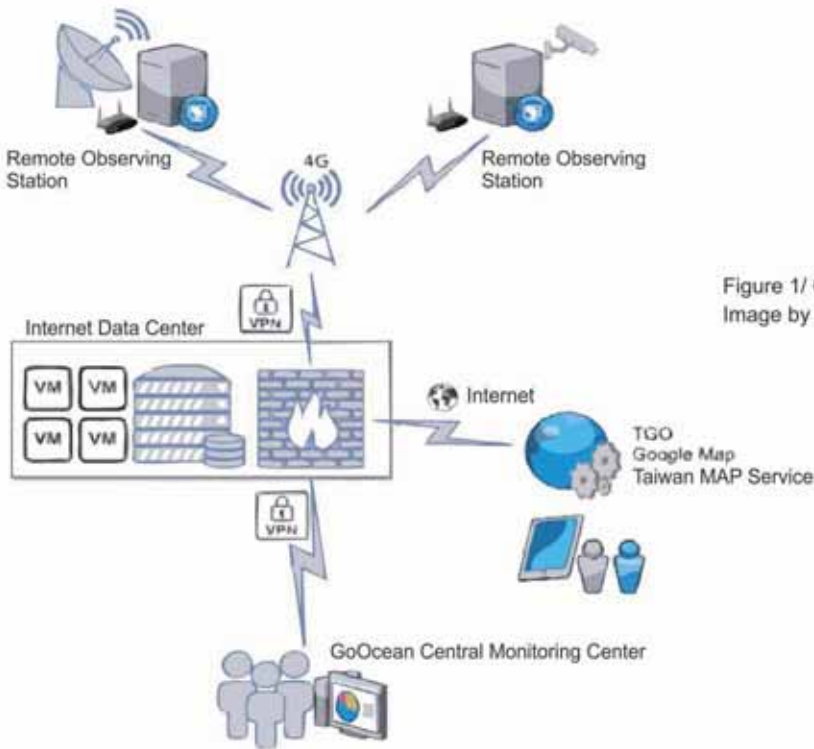 Remote Observing
Station
4G
Remote Observing
Station
VPN
Figure 1/
Image by
Internet Data Center
VM VM
VM VM
Internet
TGO
Google Map
Taiwan MAP Service
VPN
GoOcean Central Monitoring Center